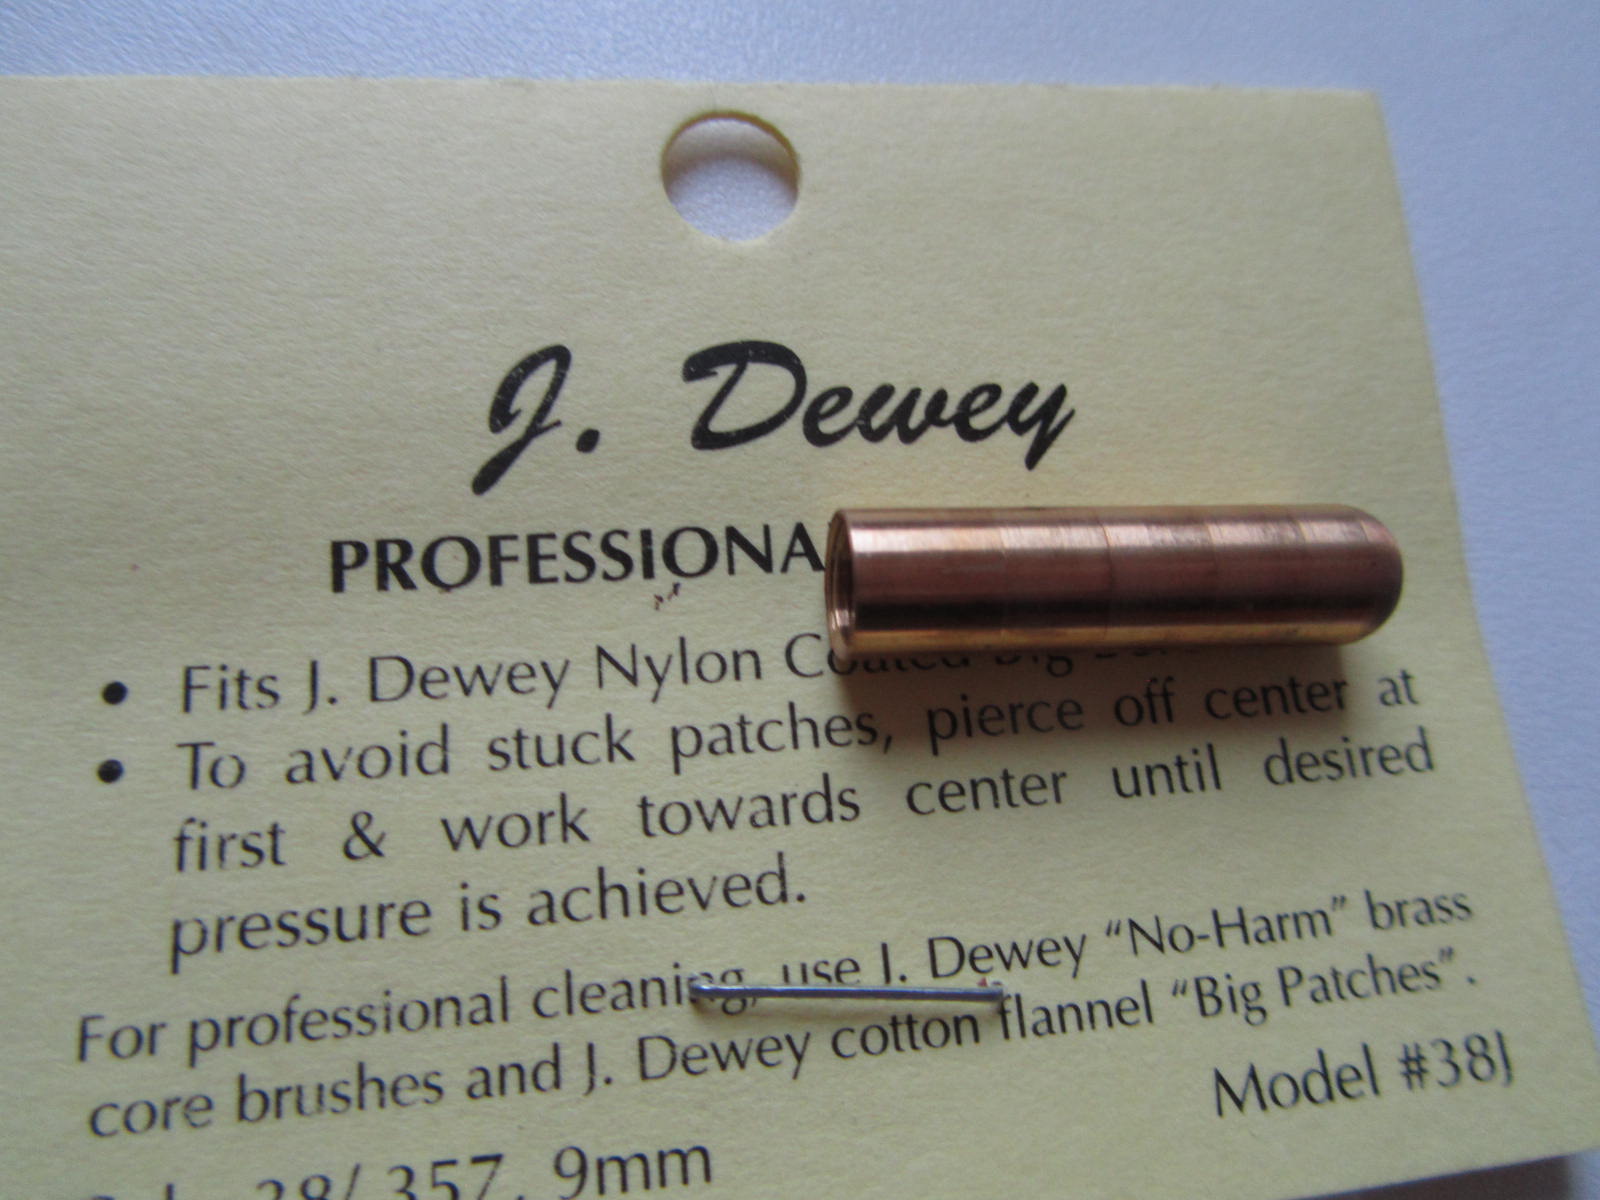 J. Dewey
PROFESSIONA
• Fits J. Dewey Nylon Coated Big
• To avoid stuck patches, pierce off center at
first & work towards center until desired
pressure is achieved.
For professional cleaning, use J. Dewey “No-Harm” brass
core brushes and J. Dewey cotton flannel “Big Patches”.
Model #38J
38/.357, 9mm